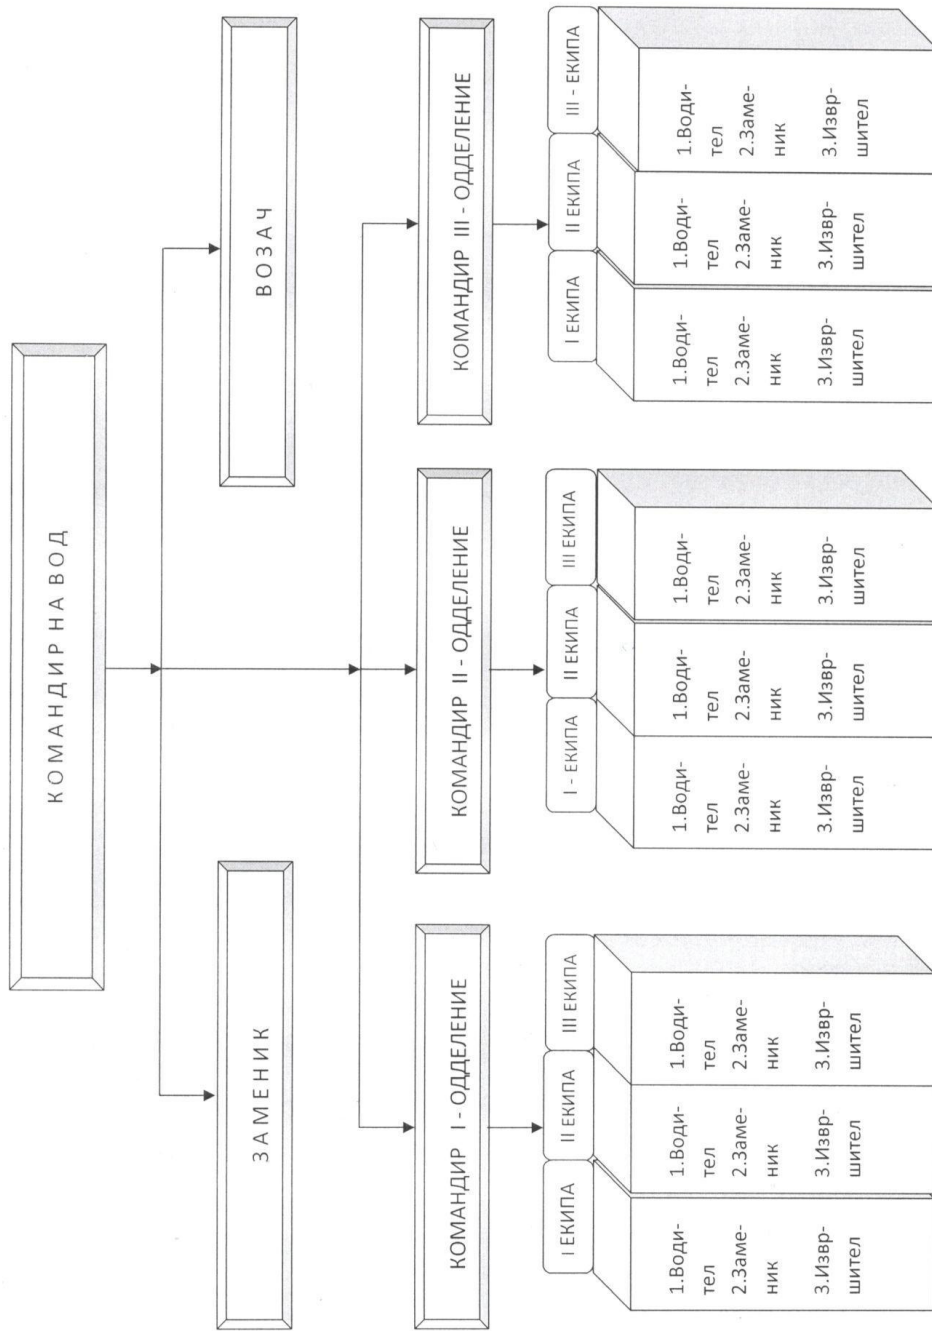 КОМАНДИР НА ВОД
ЗАМЕНИК
ВОЗАЧ
КОМАНДИР I - ОДДЕЛЕНИЕ
КОМАНДИР II - ОДДЕЛЕНИЕ
КОМАНДИР III - ОДДЕЛЕНИЕ
I ЕКИПА
II ЕКИПА
III ЕКИПА
I - ЕКИПА
II ЕКИПА
III ЕКИПА
I ЕКИПА
II ЕКИПА
III - ЕКИПА
1.Води-
тел
2.Заме-
ник
3.Извр-
шител
1.Води-
тел
2.Заме-
ник
3.Извр-
шител
1.Води-
тел
2.Заме-
ник
3.Извр-
шител
1.Води-
тел
2.Заме-
ник
3.Извр-
шител
1.Води-
тел
2.Заме-
ник
3.Извр-
шител
1.Води-
тел
2.Заме-
ник
3.Извр-
шител
1.Води-
тел
2.Заме-
ник
3.Извр-
шител
1.Води-
тел
2.Заме-
ник
3.Извр-
шител
1.Води-
тел
2.Заме-
ник
3.Извр-
шител